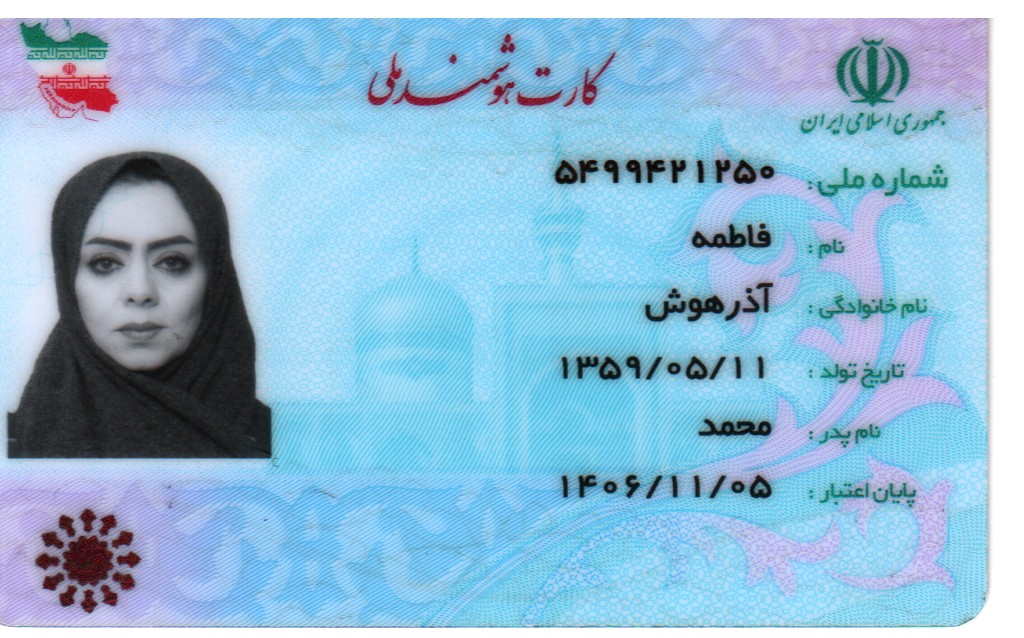 کارت هوشمند ملی
جمهوری اسلامی ایران
شماره ملی: ۵۴۹۹۴۲۱۲۵۰
نام: فاطمه
نام خانوادگی: آذرهوش
تاریخ تولد: ۱۳۵۹/۰۵/۱۱
نام پدر: محمد
پایان اعتبار: ۱۴۰۶/۱۱/۰۵